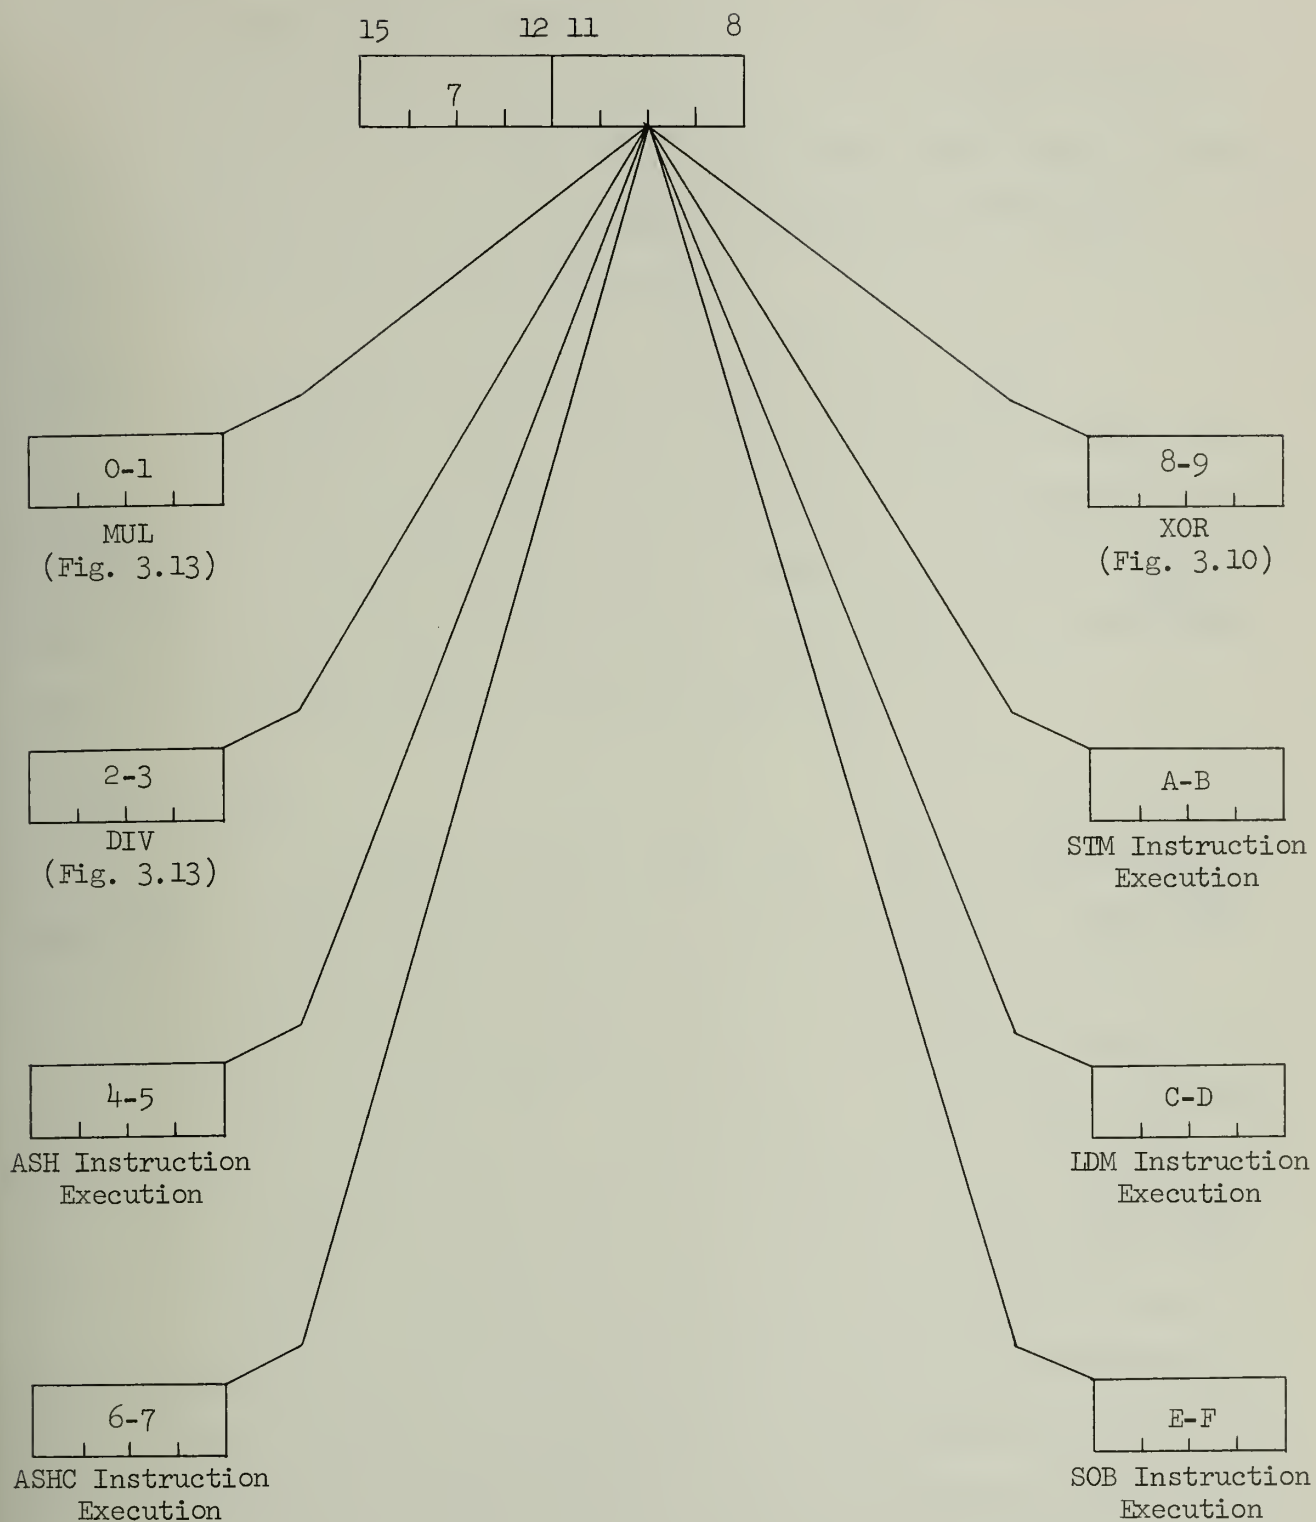 15 12 11 8
7
0-1
MUL
(Fig. 3.13)
8-9
XOR
(Fig. 3.10)
2-3
DIV
(Fig. 3.13)
A-B
STM Instruction
Execution
4-5
ASH Instruction
Execution
C-D
LDM Instruction
Execution
6-7
ASHC Instruction
Execution
E-F
SOB Instruction
Execution